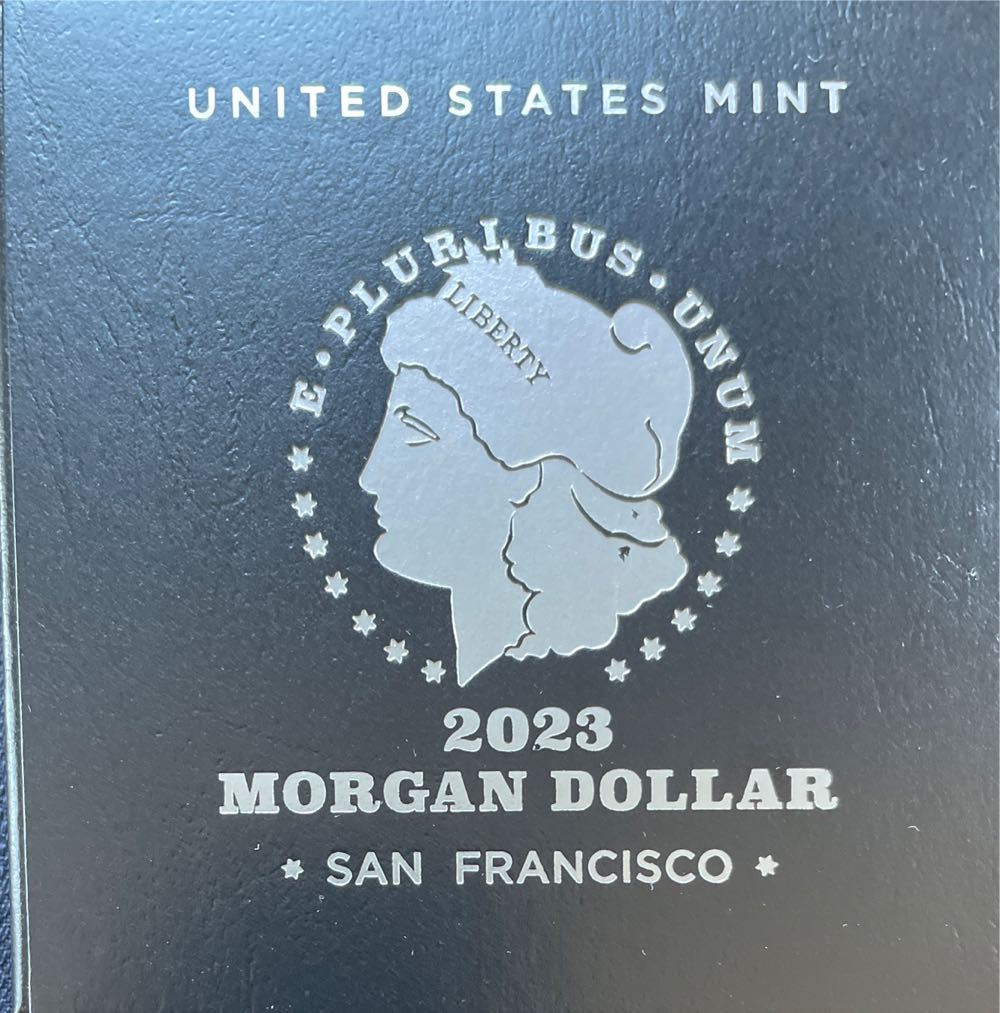 UNITED STATES MINT
E • PLURIBUS • UNUM
LIBERTY
2023
MORGAN DOLLAR
* SAN FRANCISCO *